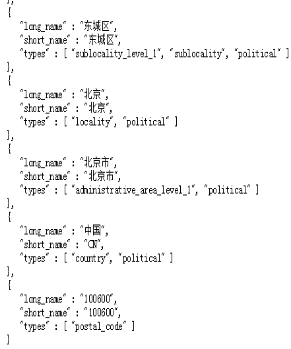 },
{
"long_name" : "东城区",
"short_name" : "东城区",
"types" : [ "sublocality_level_1", "sublocality", "political" ]
},
{
"long_name" : "北京",
"short_name" : "北京",
"types" : [ "locality", "political" ]
},
{
"long_name" : "北京市",
"short_name" : "北京市",
"types" : [ "administrative_area_level_1", "political" ]
},
{
"long_name" : "中国",
"short_name" : "CN",
"types" : [ "country", "political" ]
},
{
"long_name" : "100600",
"short_name" : "100600",
"types" : [ "postal_code" ]
}